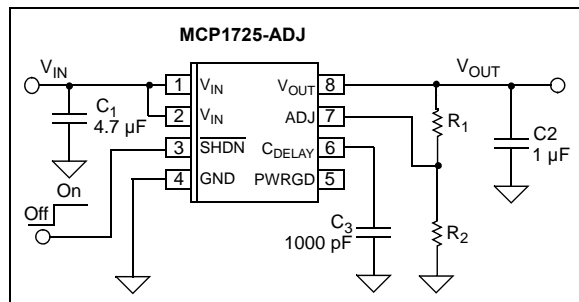 MCP1725-ADJ
VIN
C1
4.7 µF
On
Off
1 VIN
2 VIN
3 SHDN
4 GND
VOUT 8
ADJ 7
CDELAY 6
PWRGD 5
C3
1000 pF
VOUT
R1
R2
C2
1 µF